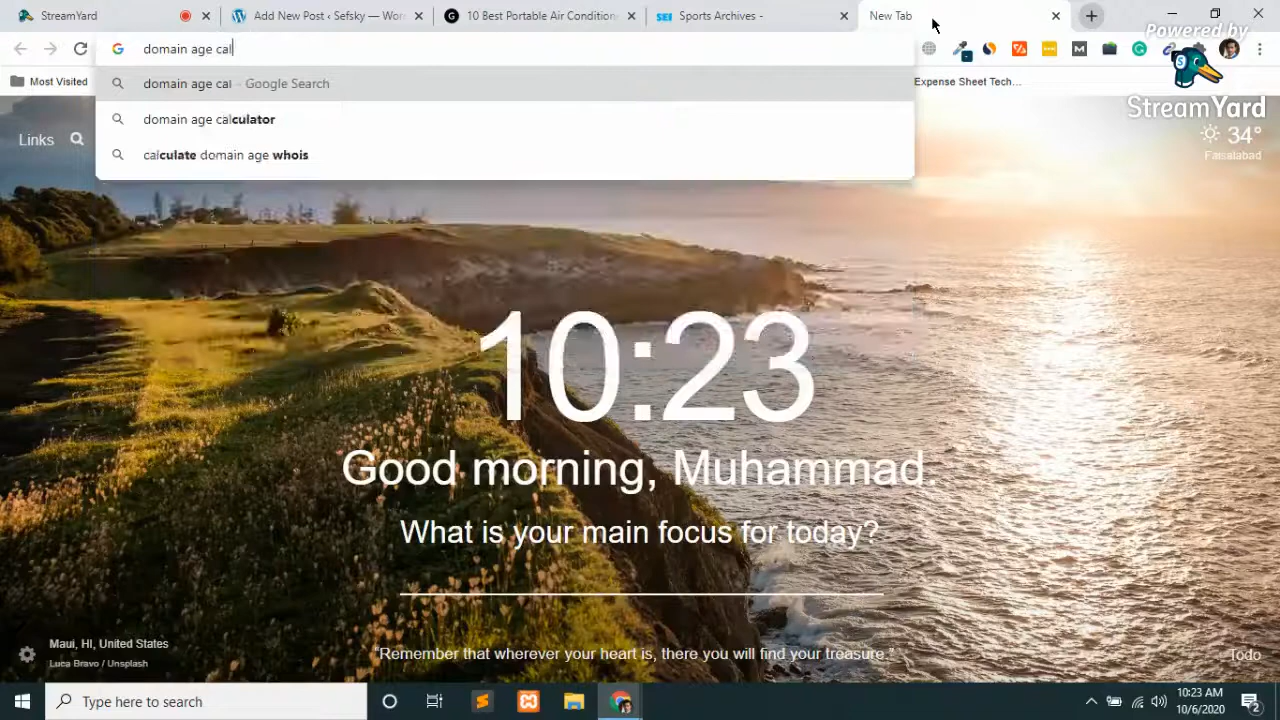 StreamYard
Add New Post ‹ Sefsky — Wor
10 Best Portable Air Condition
SEI
Sports Archives -
New Tab
Powered by
StreamYard
domain age cal
domain age cal - Google Search
domain age calculator
calculate domain age whois
Most Visited
Expense Sheet Tech...
Links
34°
Faisalabad
10:23
Good morning, Muhammad.
What is your main focus for today?
Maui, HI, United States
Luca Bravo / Unsplash
"Remember that wherever your heart is, there you will find your treasure."
Todo
Type here to search
10:23 AM
10/6/2020
2